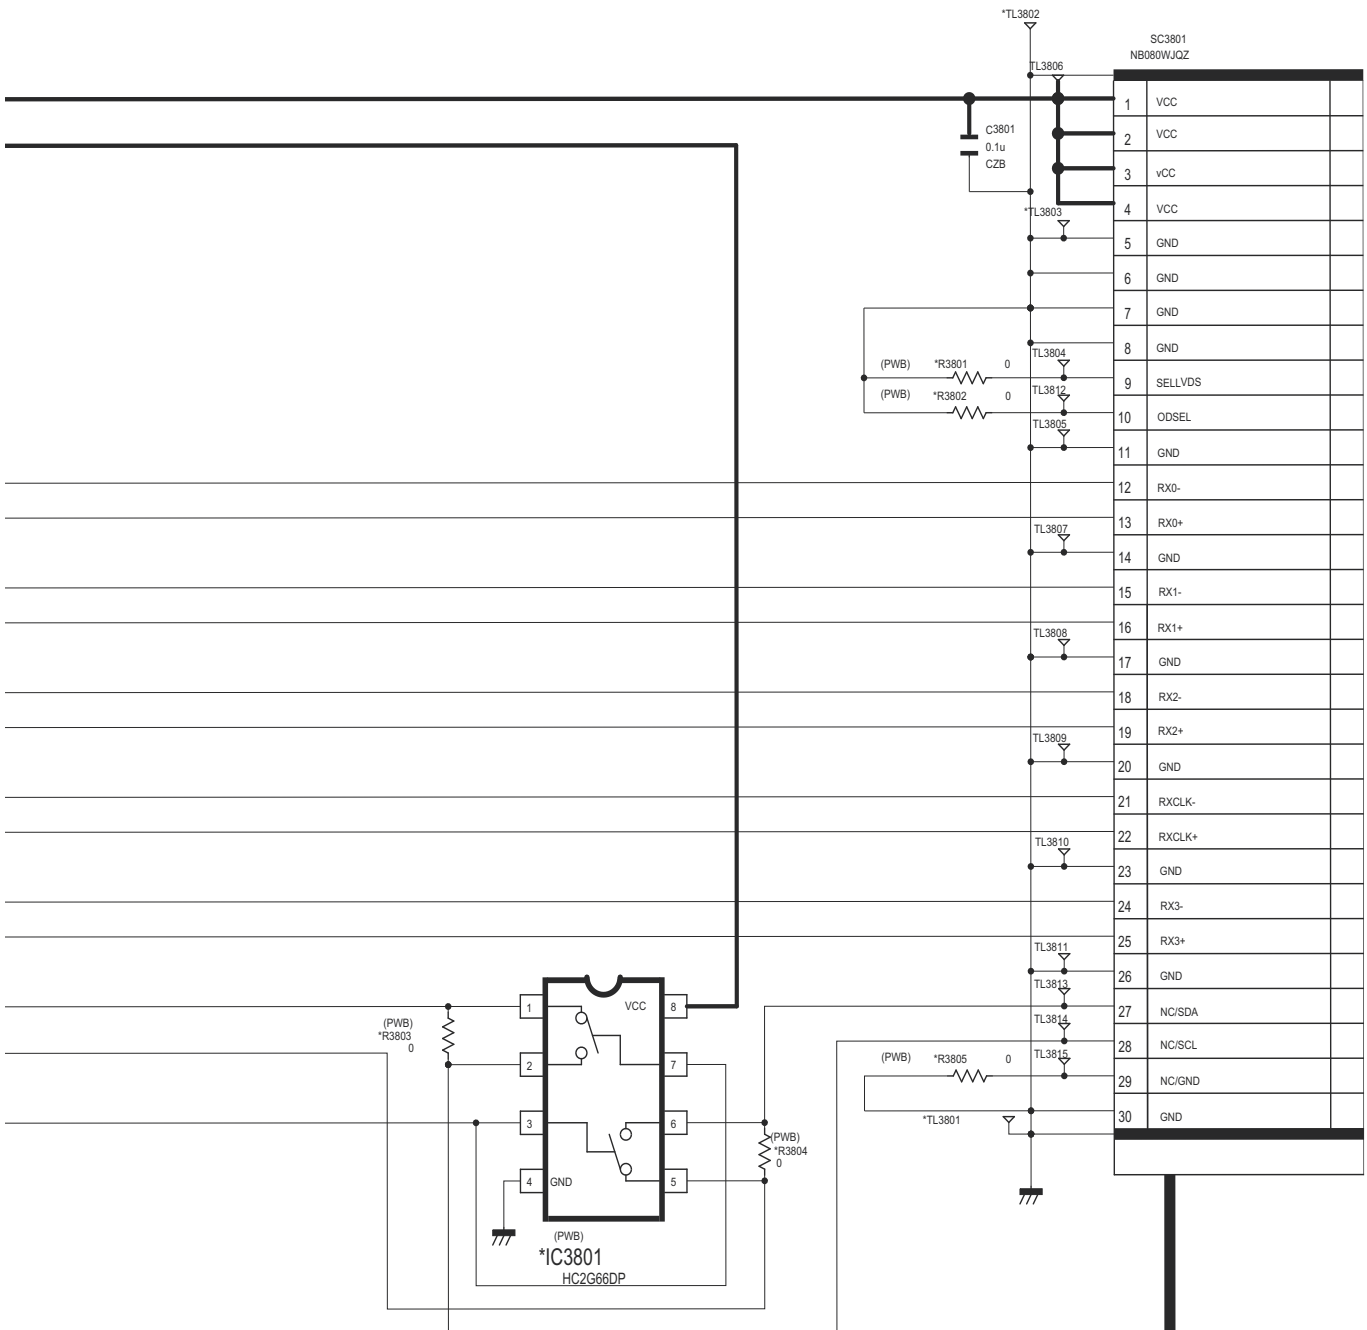 *TL3802
SC3801
NB080WJQZ
TL3806
1 VCC
C3801
0.1u
CZB
2 VCC
3 vCC
4 VCC
*TL3803
5 GND
6 GND
7 GND
8 GND
TL3804
(PWB) *R3801 0
9 SELLVDS
TL3812
(PWB) *R3802 0
10 ODSEL
TL3805
11 GND
12 RX0-
13 RX0+
TL3807
14 GND
15 RX1-
16 RX1+
TL3808
17 GND
18 RX2-
19 RX2+
TL3809
20 GND
21 RXCLK-
22 RXCLK+
TL3810
23 GND
24 RX3-
25 RX3+
TL3811
26 GND
TL3813
27 NC/SDA
TL3814
28 NC/SCL
(PWB) *R3805 0
TL3815
29 NC/GND
*TL3801
30 GND
1 VCC 8
(PWB)
*R3803
0
2 7
3 6
(PWB)
*R3804
0
4 GND 5
(PWB)
*IC3801
HC2G66DP